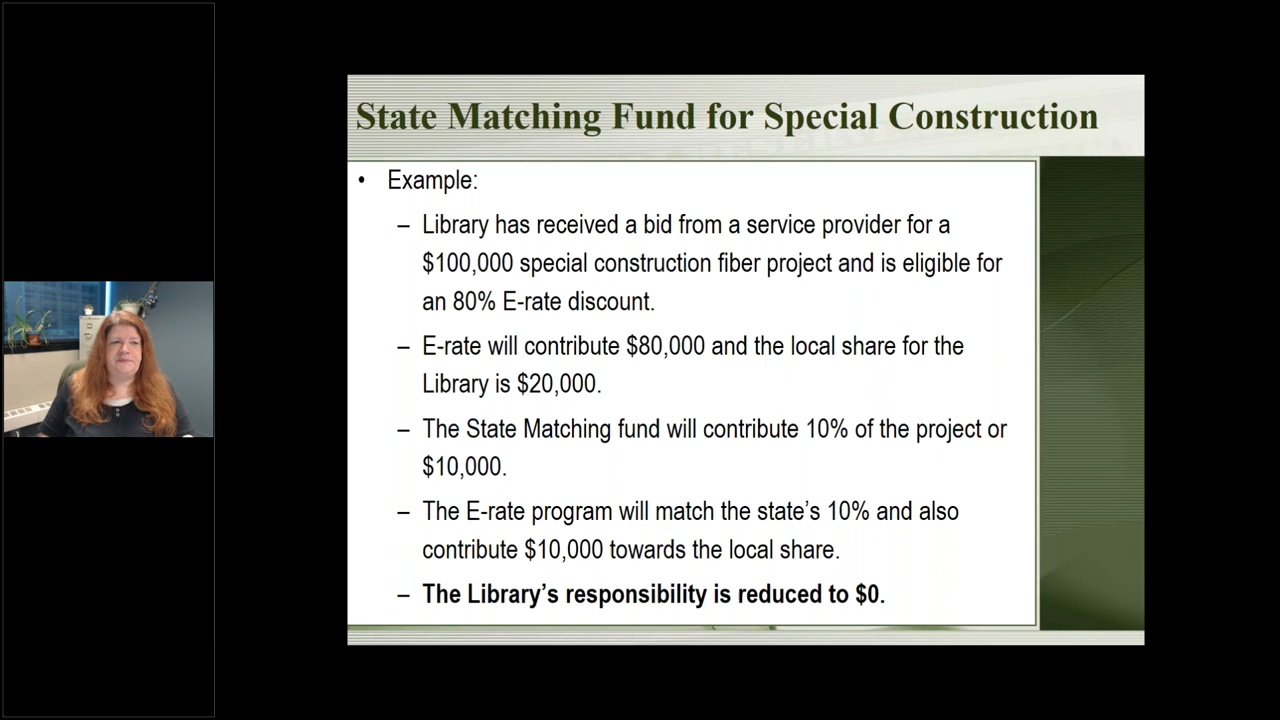 State Matching Fund for Special Construction
• Example:
– Library has received a bid from a service provider for a
$100,000 special construction fiber project and is eligible for
an 80% E-rate discount.
– E-rate will contribute $80,000 and the local share for the
Library is $20,000.
– The State Matching fund will contribute 10% of the project or
$10,000.
– The E-rate program will match the state’s 10% and also
contribute $10,000 towards the local share.
– The Library’s responsibility is reduced to $0.